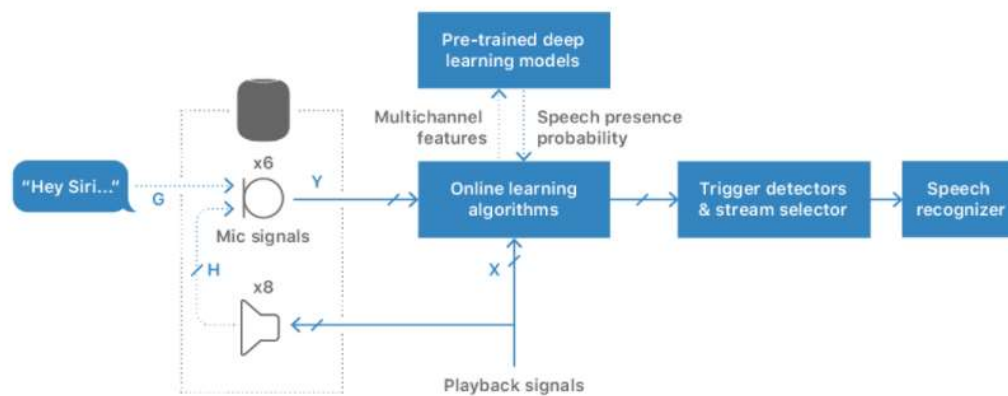 Pre-trained deep
learning models
Multichannel
features
Speech presence
probability
x6
"Hey Siri..."
G
Y
Mic signals
Online learning
algorithms
Trigger detectors
& stream selector
Speech
recognizer
H
x8
X
Playback signals